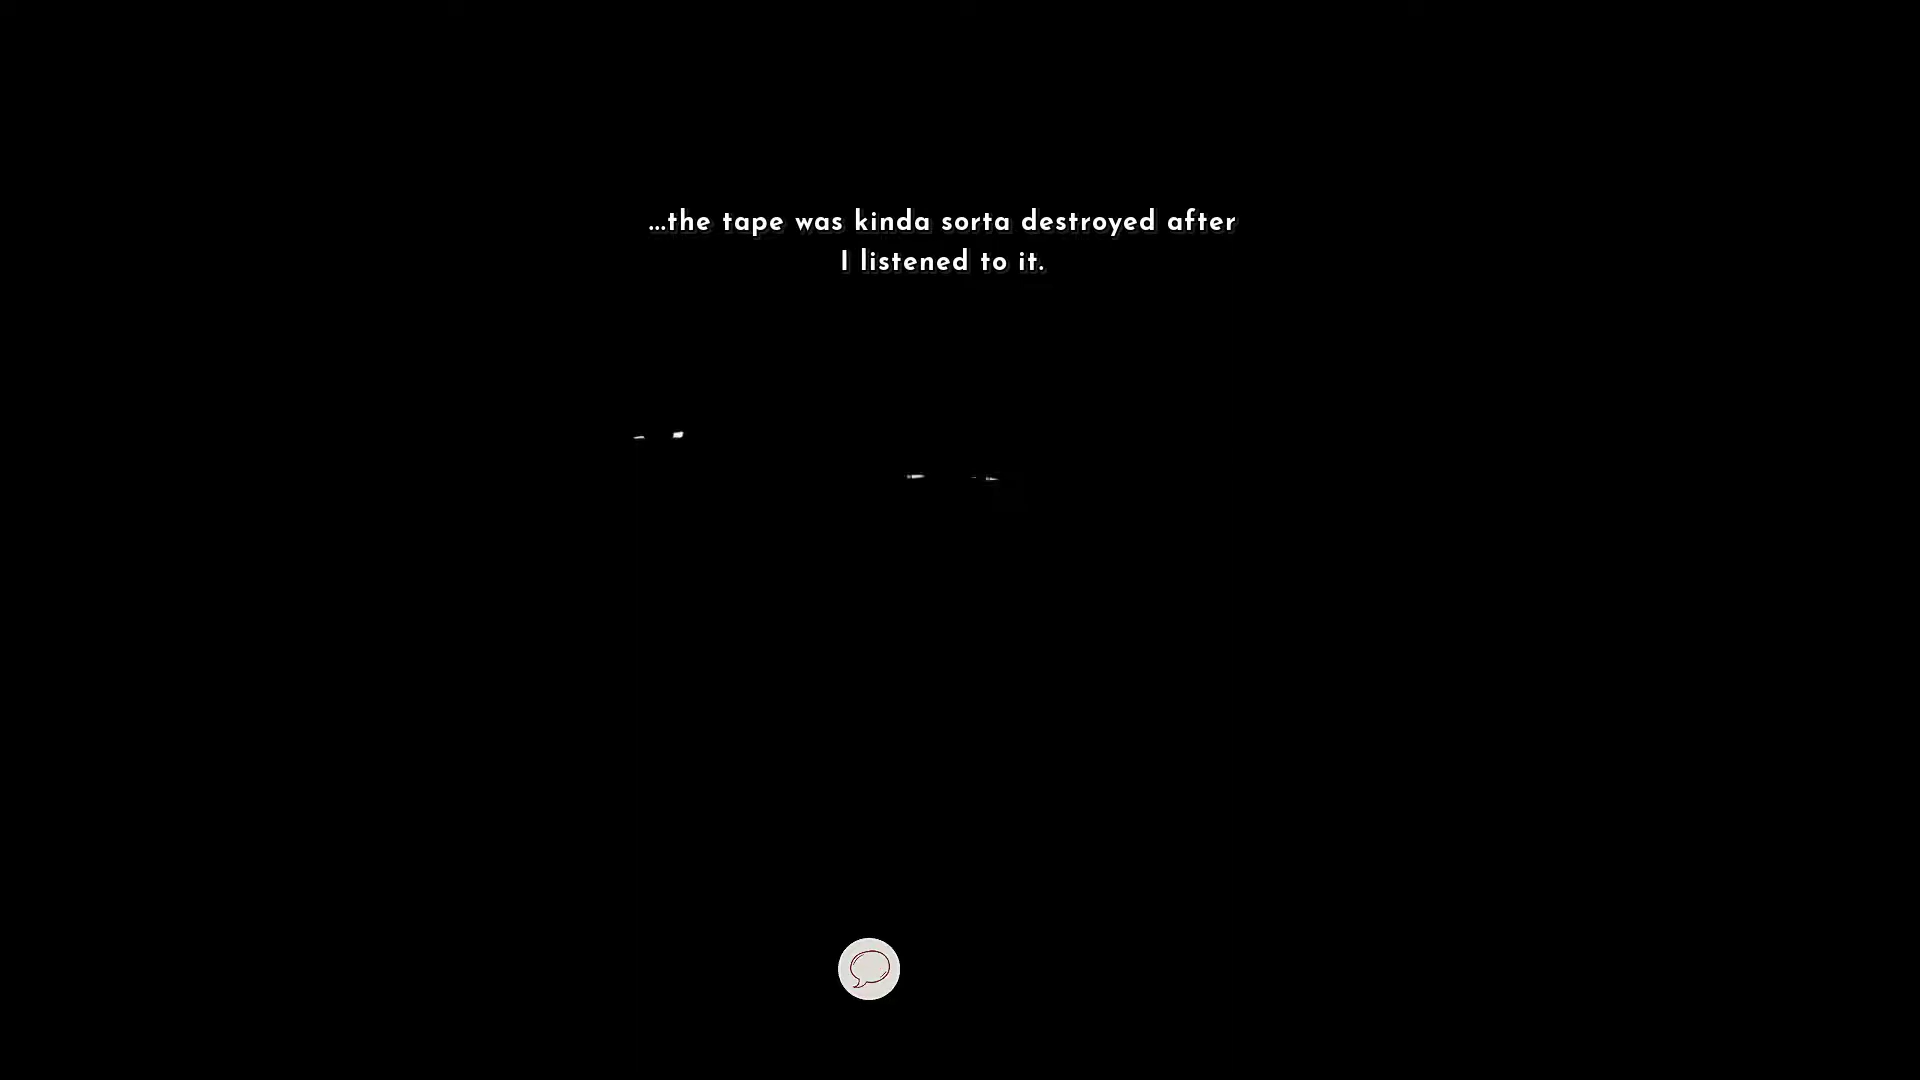 ...the tape was kinda sorta destroyed after
I listened to it.